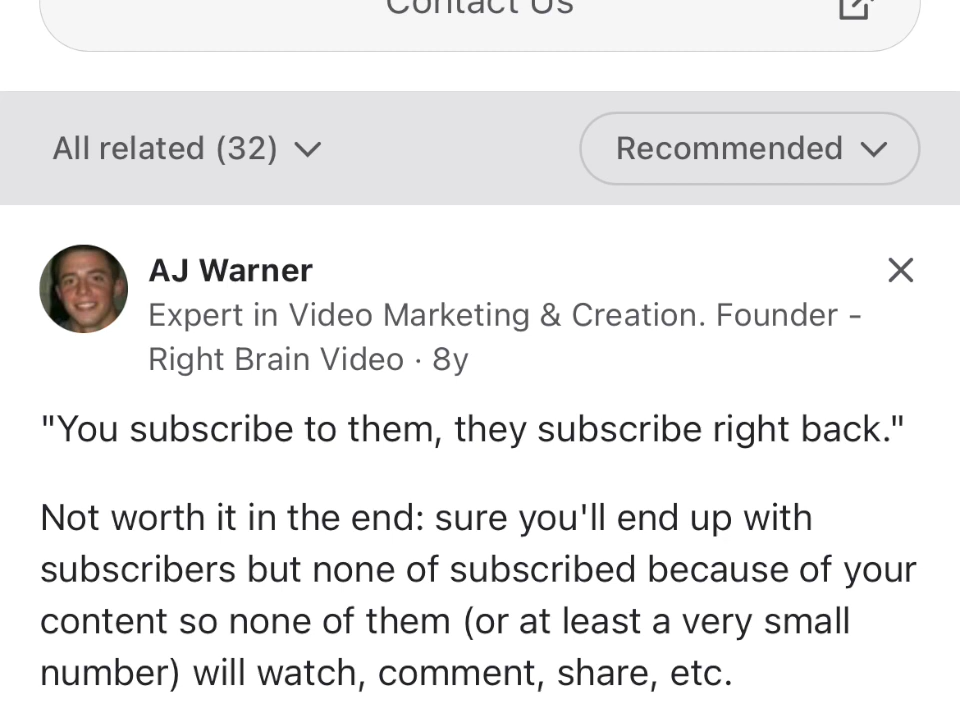 Contact Us
All related (32)
Recommended
AJ Warner
Expert in Video Marketing & Creation. Founder -
Right Brain Video · 8y
"You subscribe to them, they subscribe right back."
Not worth it in the end: sure you'll end up with
subscribers but none of subscribed because of your
content so none of them (or at least a very small
number) will watch, comment, share, etc.